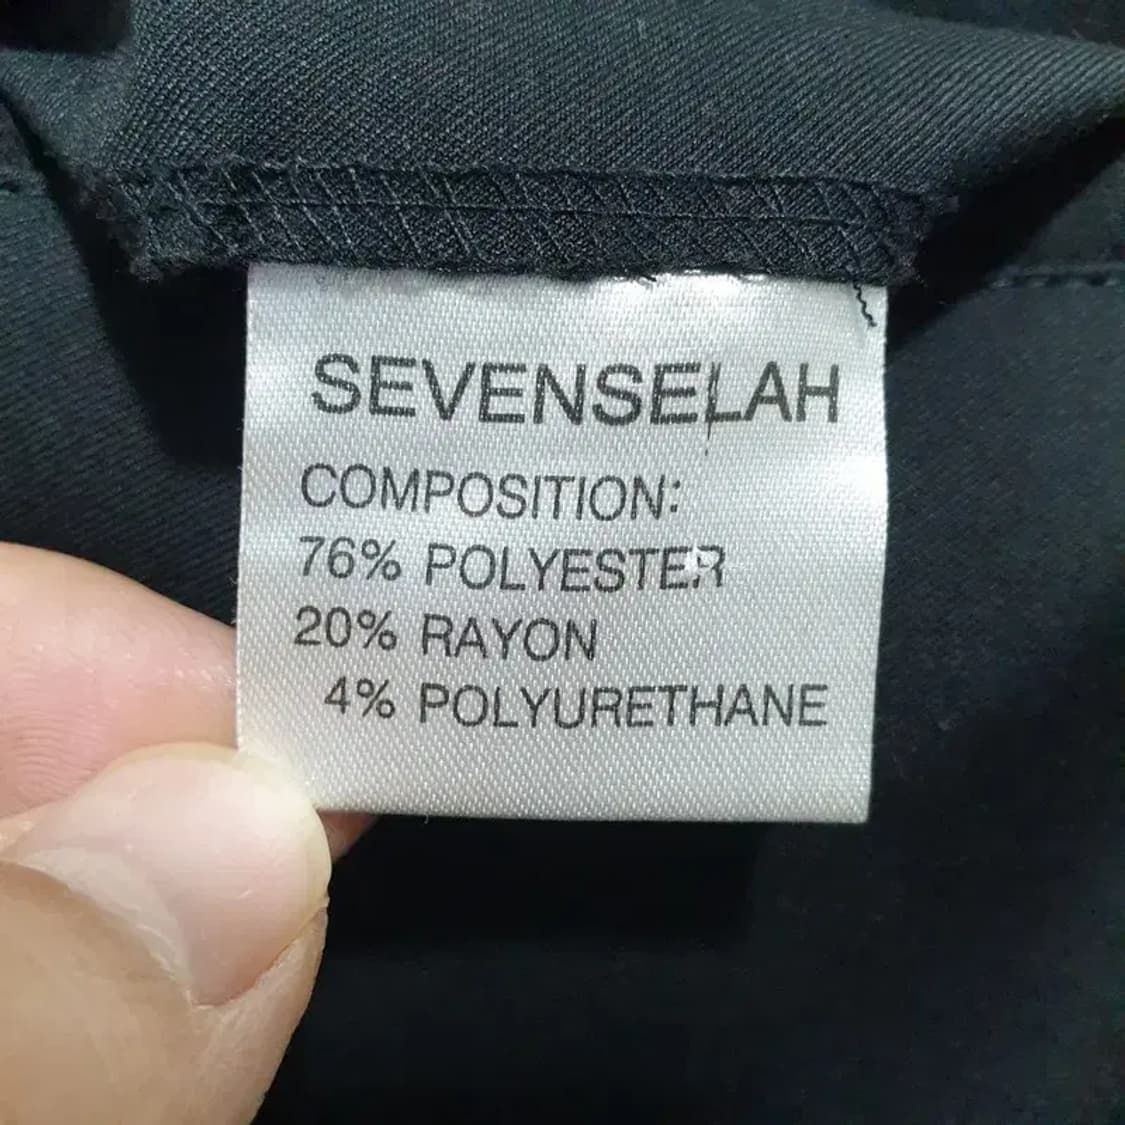 SEVENSELAH
COMPOSITION:
76% POLYESTER
20% RAYON
4% POLYURETHANE